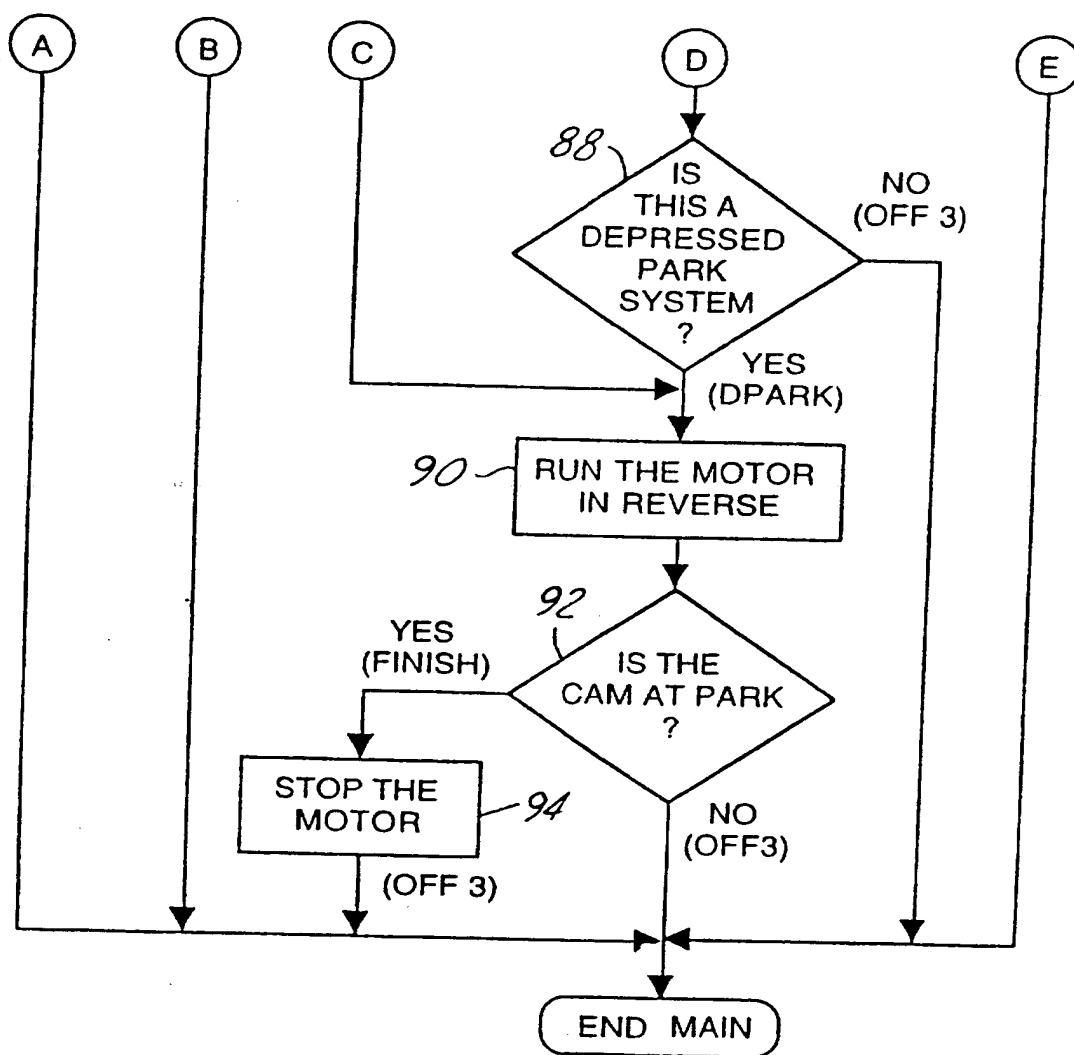 A
B
C
D
E
88
IS
THIS A
DEPRESSED
PARK
SYSTEM
?
NO
(OFF 3)
YES
(DPARK)
90
RUN THE MOTOR
IN REVERSE
92
YES
(FINISH)
IS THE
CAM AT PARK
?
STOP THE
MOTOR
94
NO
(OFF3)
(OFF 3)
END MAIN